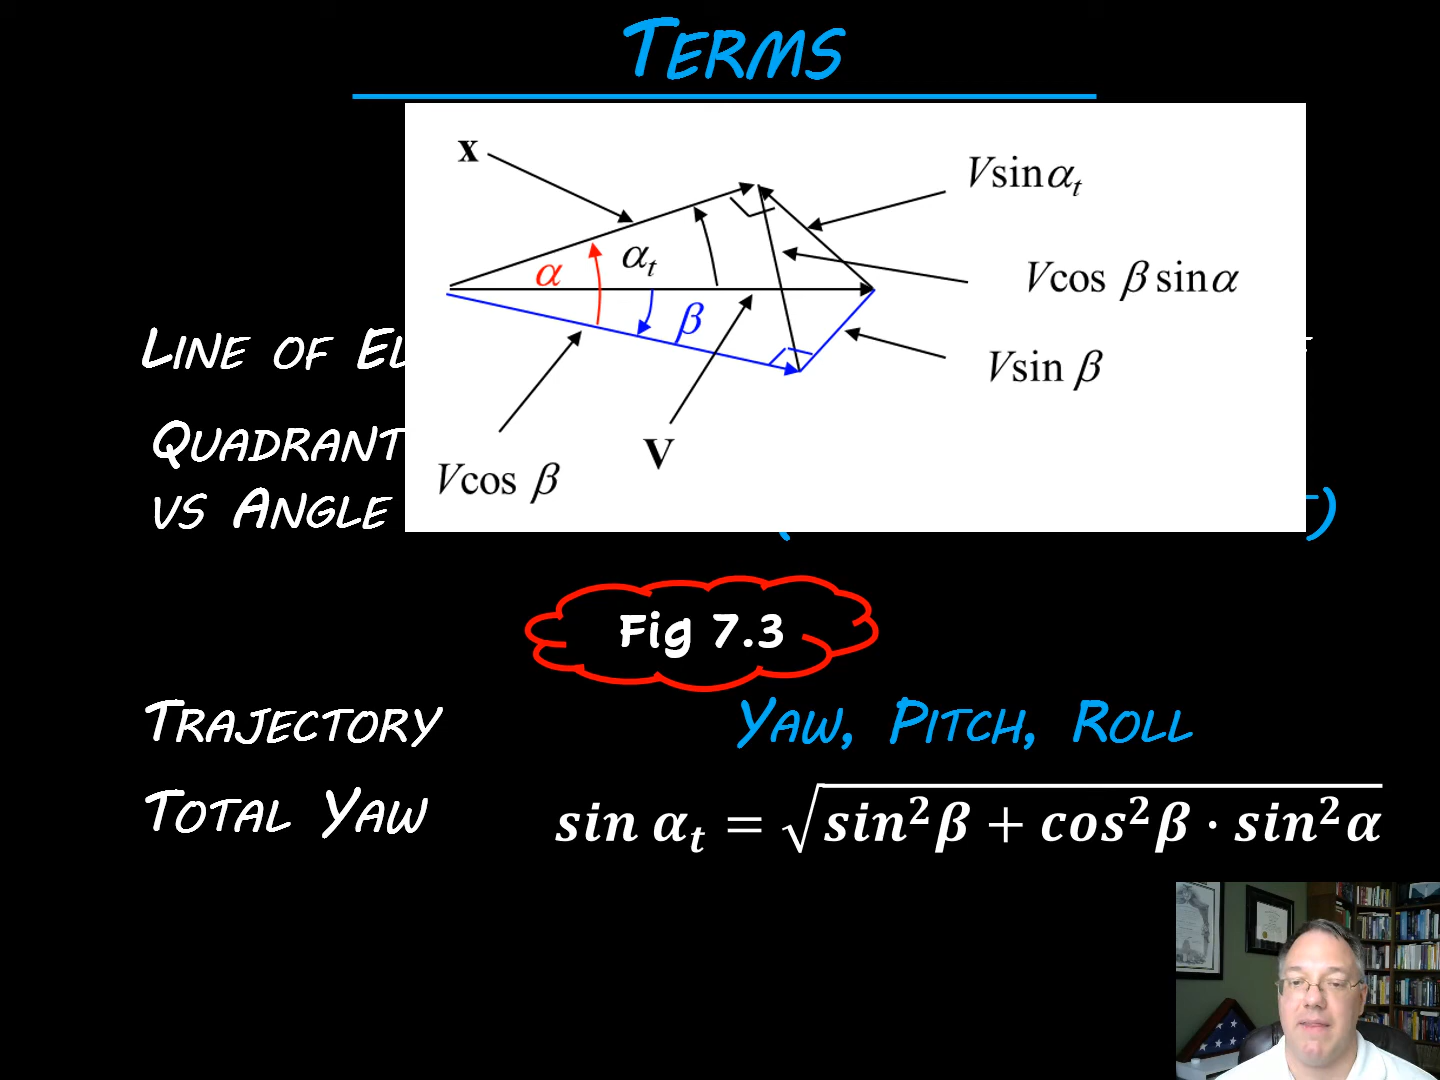 TERMS
x
Vsinαₜ
α
αₜ
Vcos β sinα
β
LINE OF EL
Vsin β
QUADRANT
V
Vcos β
VS ANGLE
Fig 7.3
TRAJECTORY
YAW, PITCH, ROLL
TOTAL YAW
sin αₜ = √(sin²β + cos²β · sin²α)